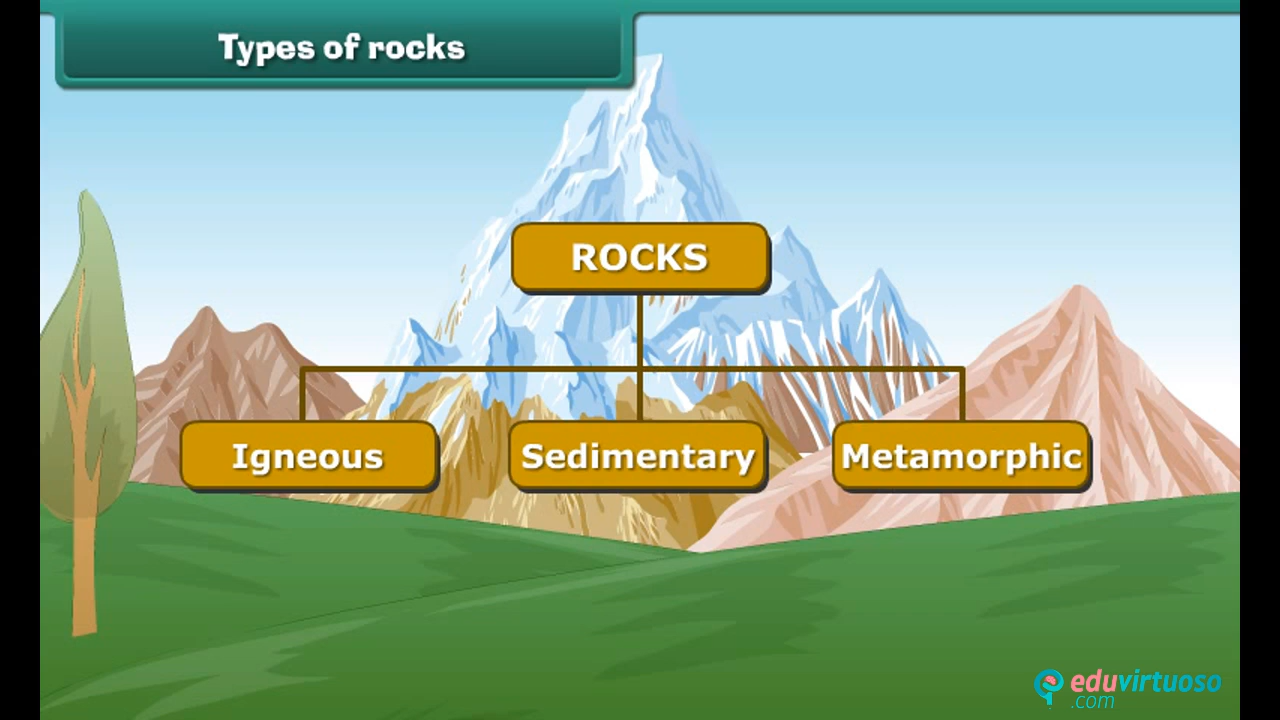 Types of rocks
ROCKS
Igneous
Sedimentary
Metamorphic
eduvirtuoso
.com